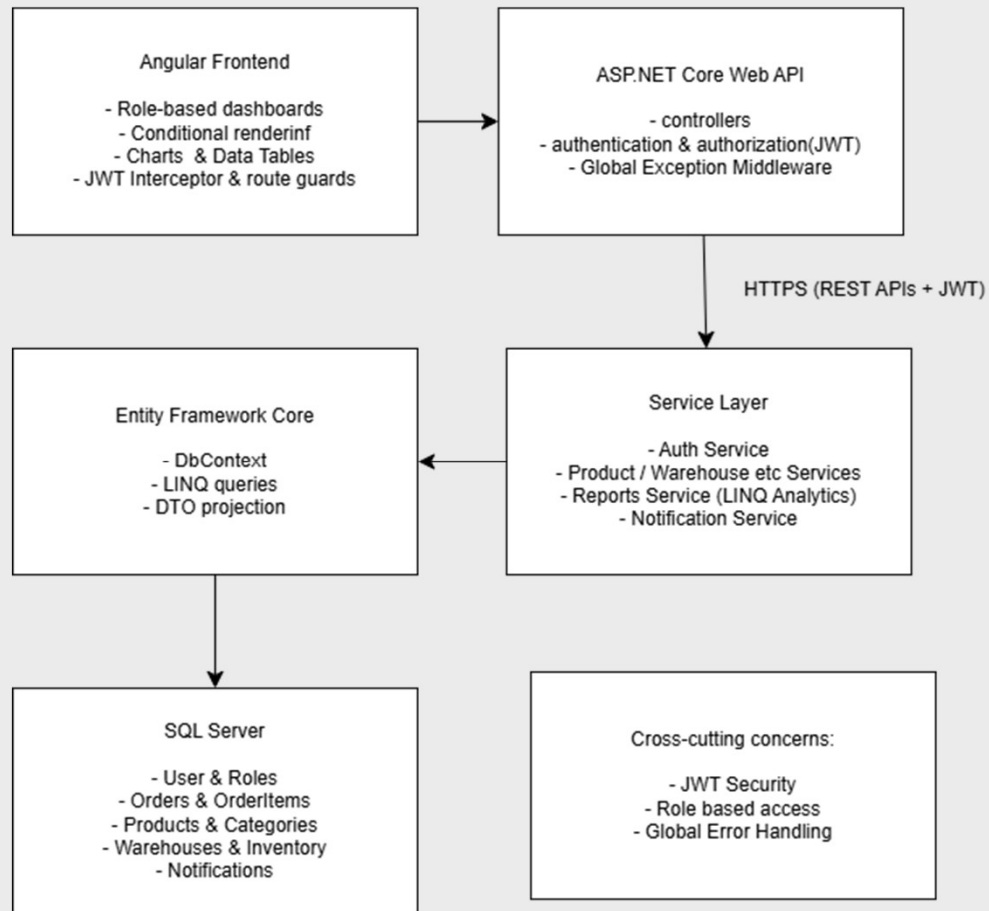 Angular Frontend
- Role-based dashboards
- Conditional renderinf
- Charts & Data Tables
- JWT Interceptor & route guards
ASP.NET Core Web API
- controllers
- authentication & authorization(JWT)
- Global Exception Middleware
HTTPS (REST APIs + JWT)
Entity Framework Core
- DbContext
- LINQ queries
- DTO projection
Service Layer
- Auth Service
- Product / Warehouse etc Services
- Reports Service (LINQ Analytics)
- Notification Service
SQL Server
- User & Roles
- Orders & OrderItems
- Products & Categories
- Warehouses & Inventory
- Notifications
Cross-cutting concerns:
- JWT Security
- Role based access
- Global Error Handling